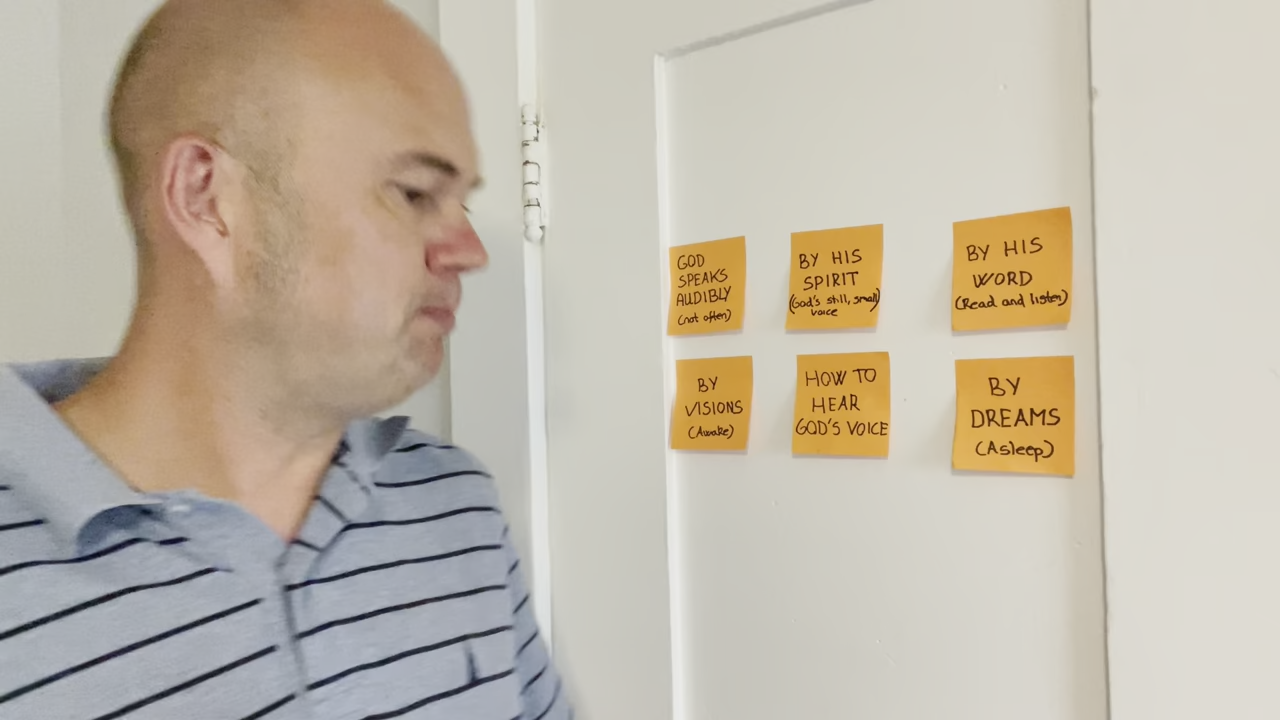 GOD
SPEAKS
AUDIBLY
(not often)
BY HIS
SPIRIT
(God's still, small)
voice
BY HIS
WORD
(Read and listen)
BY
VISIONS
(Awake)
HOW TO
HEAR
GOD'S VOICE
BY
DREAMS
(Asleep)